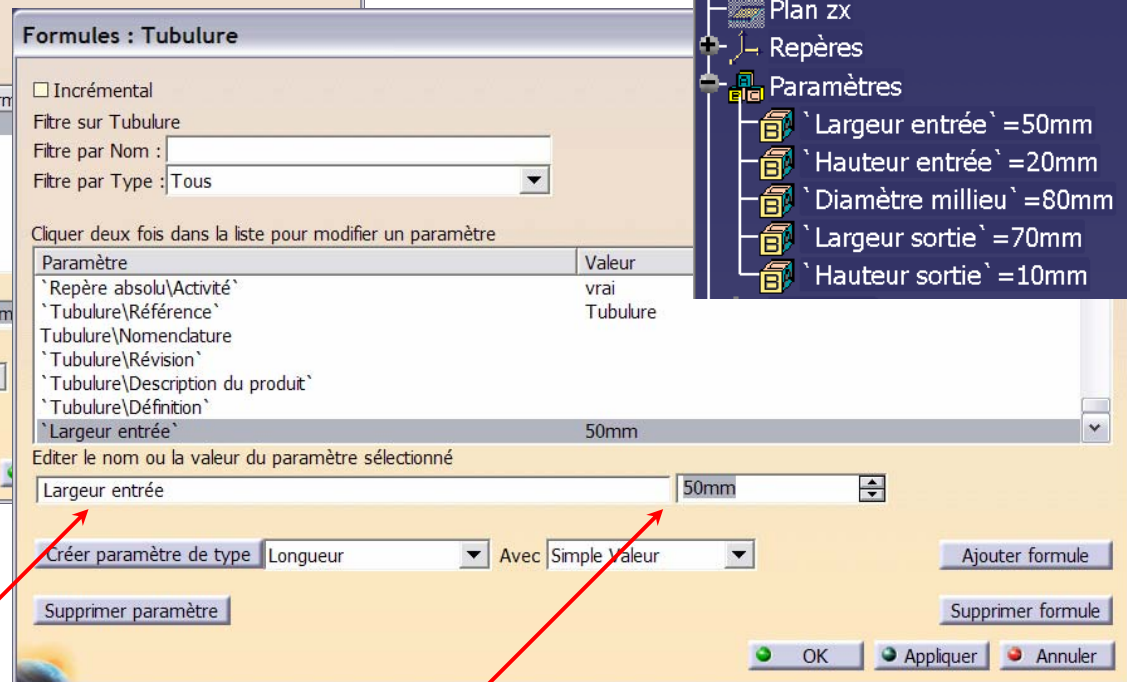 Formules : Tubulure
Incrémental
Filtre sur Tubulure
Filtre par Nom :
Filtre par Type : Tous
Cliquer deux fois dans la liste pour modifier un paramètre
Paramètre Valeur
`Repère absolu\Activité` vrai
`Tubulure\Référence` Tubulure
Tubulure\Nomenclature
`Tubulure\Révision`
`Tubulure\Description du produit`
`Tubulure\Définition`
`Largeur entrée` 50mm
Editer le nom ou la valeur du paramètre sélectionné
Largeur entrée 50mm
Créer paramètre de type Longueur Avec Simple Valeur Ajouter formule
Supprimer paramètre Supprimer formule
OK Appliquer Annuler
Plan zx
Repères
Paramètres
`Largeur entrée`=50mm
`Hauteur entrée`=20mm
`Diamètre millieu`=80mm
`Largeur sortie`=70mm
`Hauteur sortie`=10mm